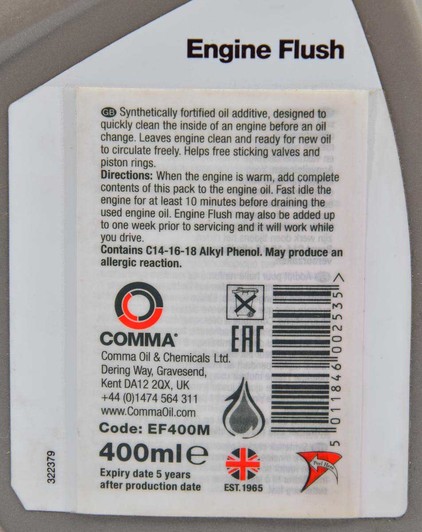 Engine Flush
GB Synthetically fortified oil additive, designed to
quickly clean the inside of an engine before an oil
change. Leaves engine clean and ready for new oil
to circulate freely. Helps free sticking valves and
piston rings.
Directions: When the engine is warm, add complete
contents of this pack to the engine oil. Fast idle the
engine for at least 10 minutes before draining the
used engine oil. Engine Flush may also be added up
to one week prior to servicing and it will work while
you drive.
Contains C14-16-18 Alkyl Phenol. May produce an
allergic reaction.
COMMA®
EAC
Comma Oil & Chemicals Ltd.
Dering Way, Gravesend,
Kent DA12 2QX, UK
+44 (0)1474 564 311
www.CommaOil.com
Code: EF400M
400ml e
Expiry date 5 years
after production date
EST.1965
5 011846 002535 >
322379